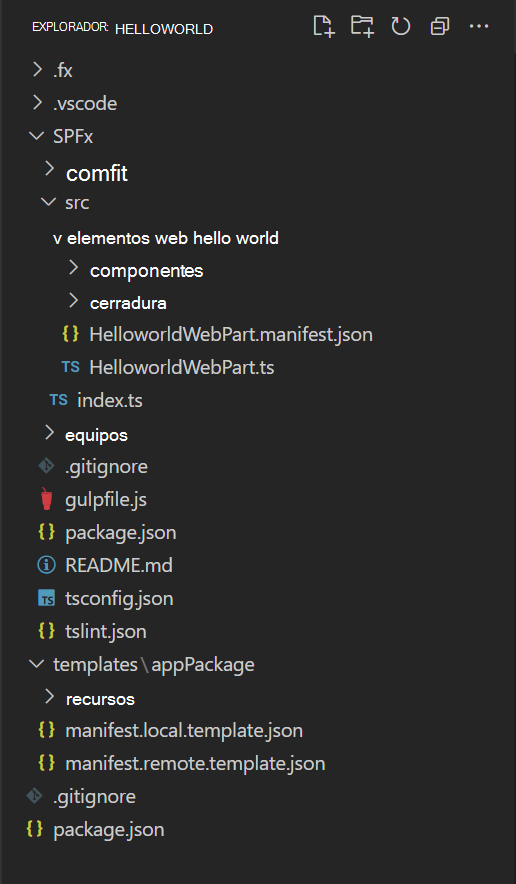 EXPLORADOR: HELLOWORLD
.fx
.vscode
SPFx
comfit
src
v elementos web hello world
componentes
cerradura
{} HelloworldWebPart.manifest.json
TS HelloworldWebPart.ts
TS index.ts
equipos
.gitignore
gulpfile.js
{} package.json
README.md
TS tsconfig.json
{} tslint.json
templates\appPackage
recursos
{} manifest.local.template.json
{} manifest.remote.template.json
.gitignore
{} package.json